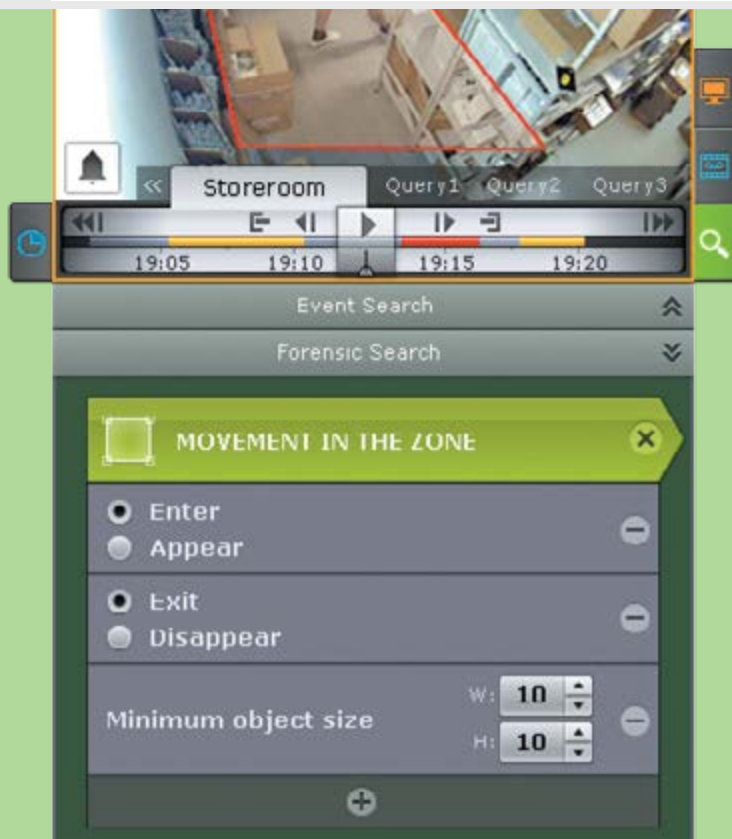 « Storeroom Query1 Query2 Query3
19:05 19:10 19:15 19:20
Event Search
Forensic Search
MOVEMENT IN THE ZONE
Enter
Appear
Exit
Disappear
W: 10
Minimum object size
H: 10